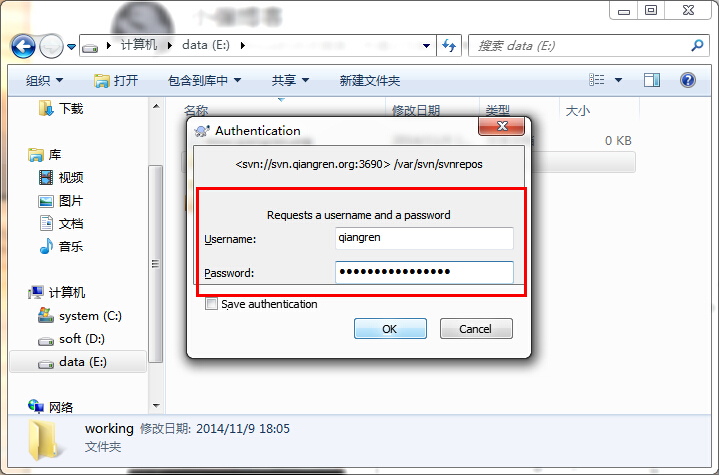 计算机 ▸ data (E:) ▸
搜索 data (E:)
组织 打开 包含到库中 共享 新建文件夹
名称 修改日期 类型 大小
下载
0 KB
库
视频
图片
文档
音乐
计算机
system (C:)
soft (D:)
data (E:)
网络
Authentication
<svn://svn.qiangren.org:3690> /var/svn/svnrepos
Requests a username and a password
Username: qiangren
Password: ●●●●●●●●●●●●●●●●
Save authentication
OK Cancel
working 修改日期: 2014/11/9 18:05
文件夹